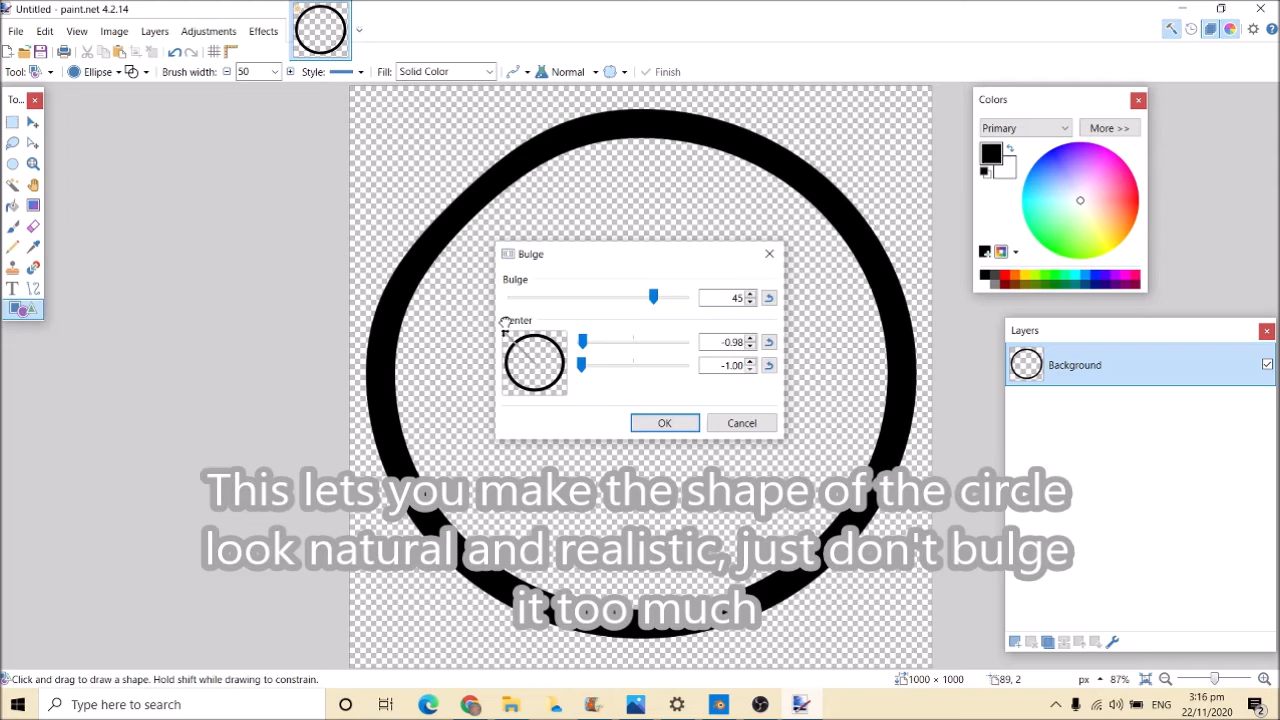 Untitled - paint.net 4.2.14
File Edit View Image Layers Adjustments Effects
Tool: Ellipse Brush width: 50 Style: Fill: Solid Color Normal Finish
To...
Colors
Primary More >>
Bulge
Bulge
45
Center
-0.98
-1.00
OK Cancel
Layers
Background
This lets you make the shape of the circle
look natural and realistic, just don't bulge
it too much
Click and drag to draw a shape. Hold shift while drawing to constrain. 1000 × 1000 89, 2 px 87%
Type here to search ENG 3:16 pm
22/11/2020 2